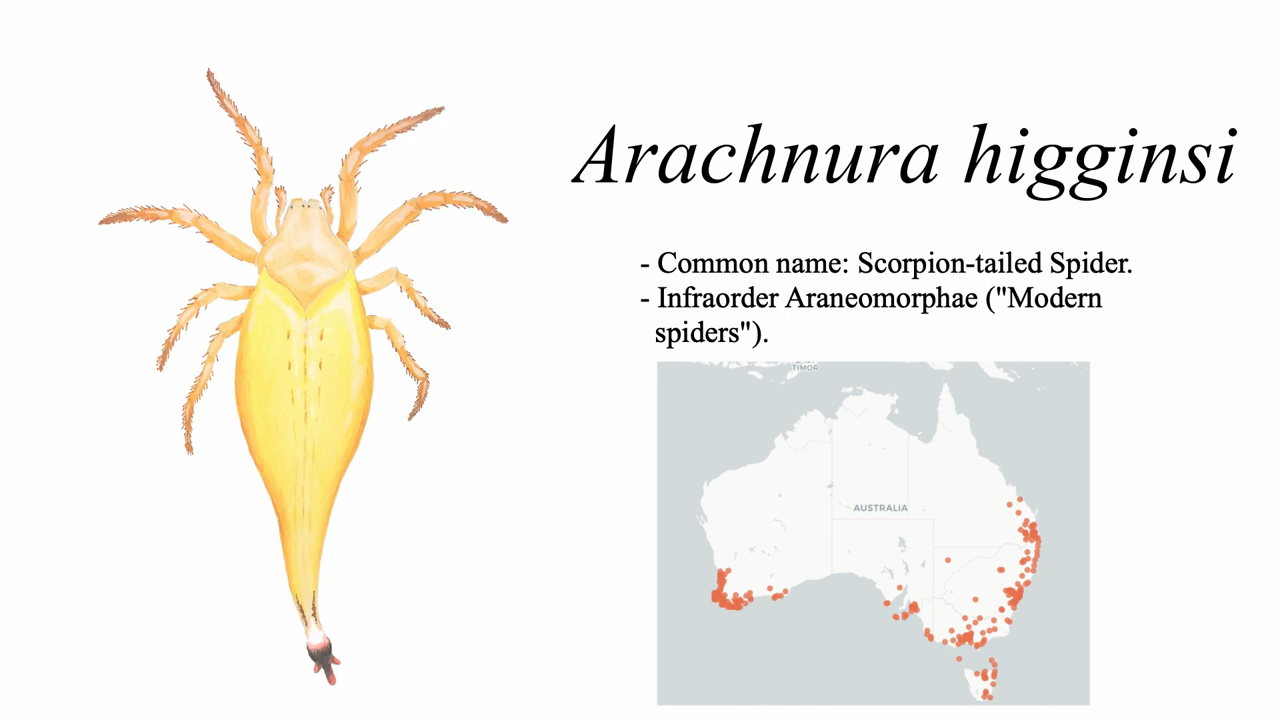 Arachnura higginsi
- Common name: Scorpion-tailed Spider.
- Infraorder Araneomorphae ("Modern
spiders").
TIMOR
AUSTRALIA